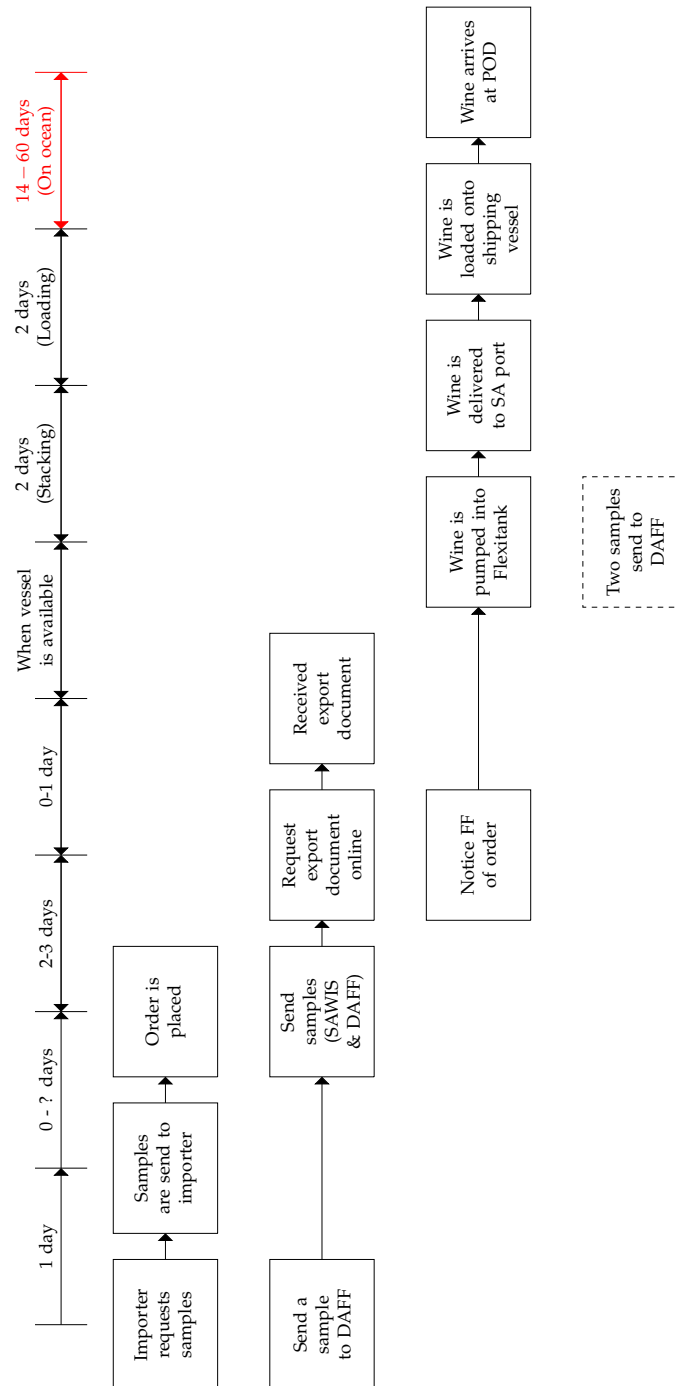 1 day
0 - ? days
2-3 days
0-1 day
When vessel
is available
2 days
(Stacking)
2 days
(Loading)
14 – 60 days
(On ocean)
Importer
requests
samples
Samples
are send to
importer
Order is
placed
Send a
sample
to DAFF
Send
samples
(SAWIS
& DAFF)
Request
export
document
online
Received
export
document
Notice FF
of order
Wine is
pumped into
Flexitank
Wine is
delivered
to SA port
Wine is
loaded onto
shipping
vessel
Wine arrives
at POD
Two samples
send to
DAFF